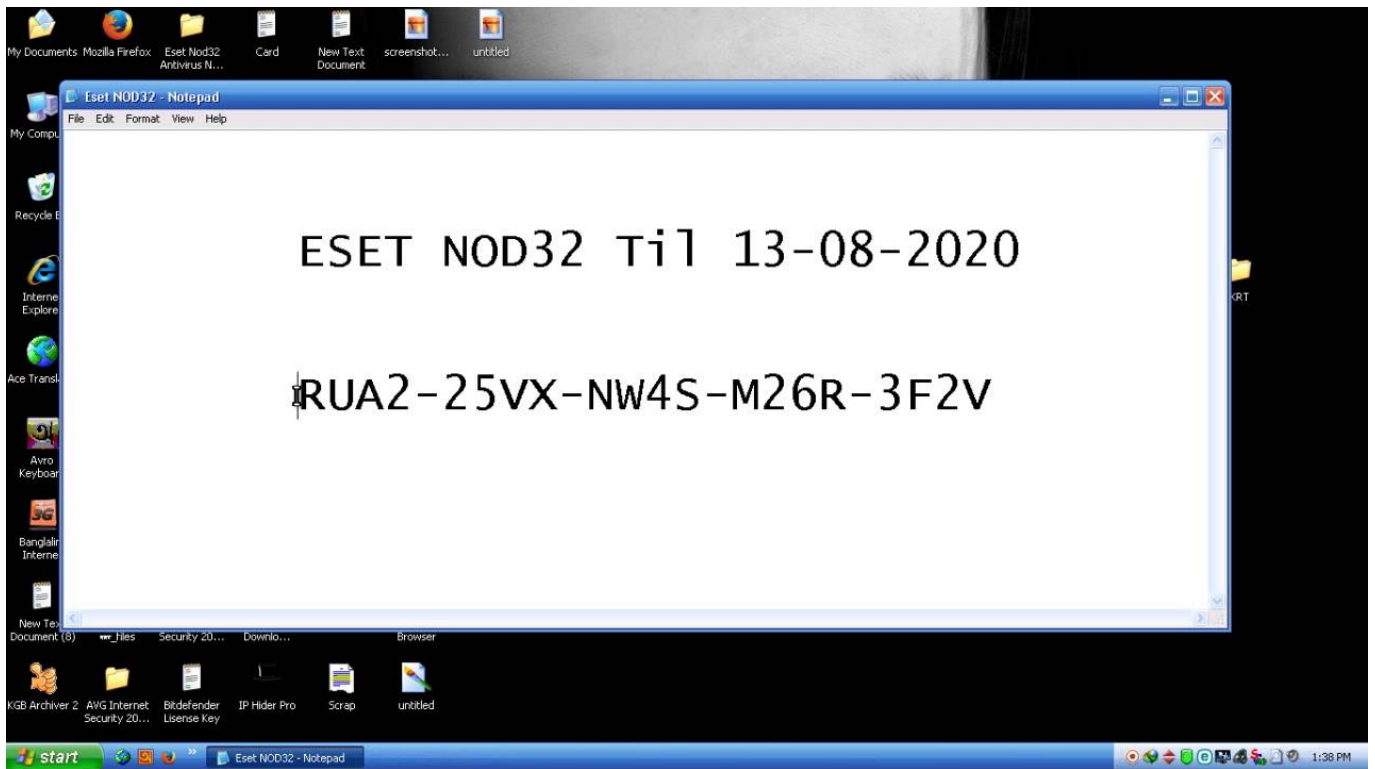 My Documents Mozilla Firefox Eset Nod32 Antivirus N... Card New Text Document screenshot... untitled
Eset NOD32 - Notepad
File Edit Format View Help
My Compu
Recycle B
ESET NOD32 Til 13-08-2020
Interne
Explore
KRT
Ace Transl
RUA2-25VX-NW4S-M26R-3F2V
Avro
Keyboar
3G
Banglalin
Interne
New Tex
Document (8) Security 20... Downlo... Browser
KGB Archiver 2 AVG Internet Security 20... Bitdefender Lisense Key IP Hider Pro Scrap untitled
start Eset NOD32 - Notepad 1:38 PM